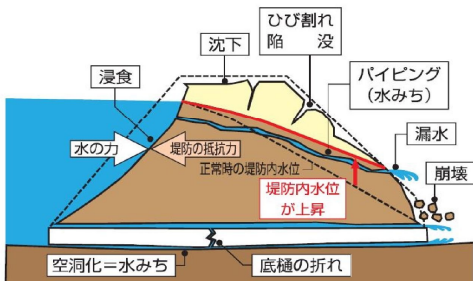 ひび割れ
陥　没
沈下
パイピング
（水みち）
浸食
漏水
水の力
堤防の抵抗力
正常時の堤防内水位
崩壊
堤防内水位
が上昇
空洞化＝水みち
底樋の折れ